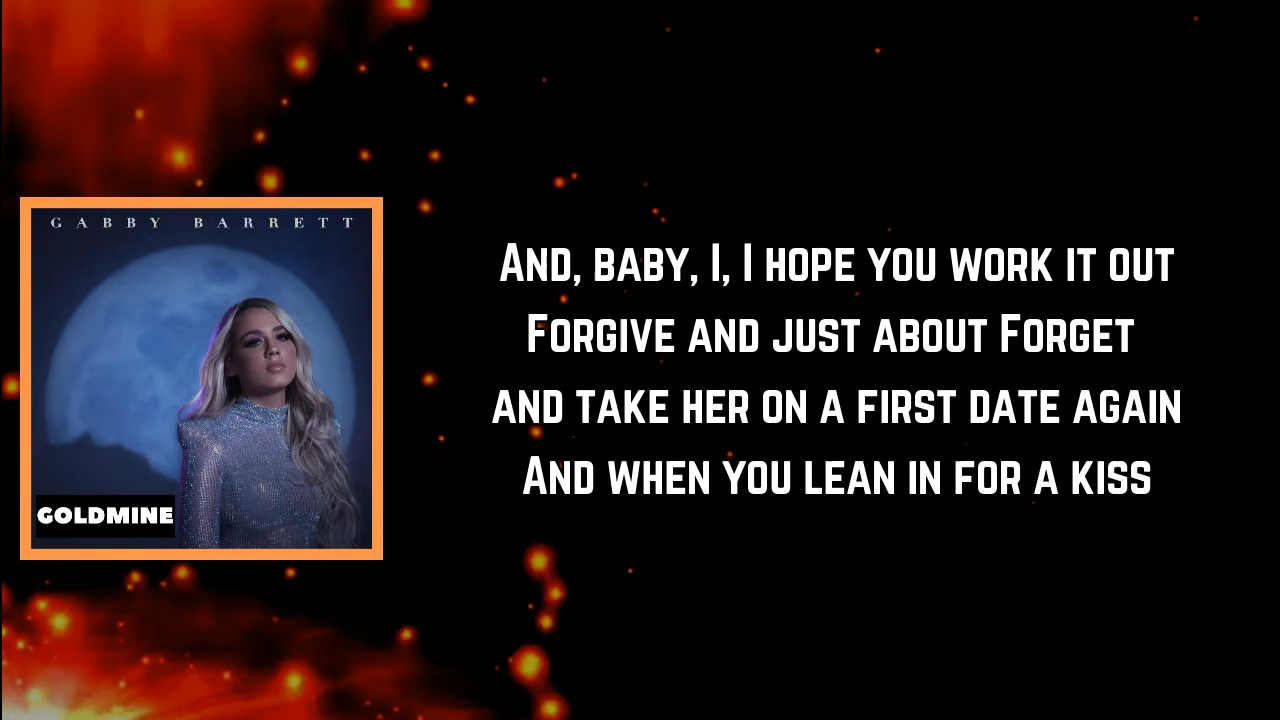 GABBY BARRETT
GOLDMINE
And, baby, I, I hope you work it out
Forgive and just about Forget
and take her on a first date again
And when you lean in for a kiss